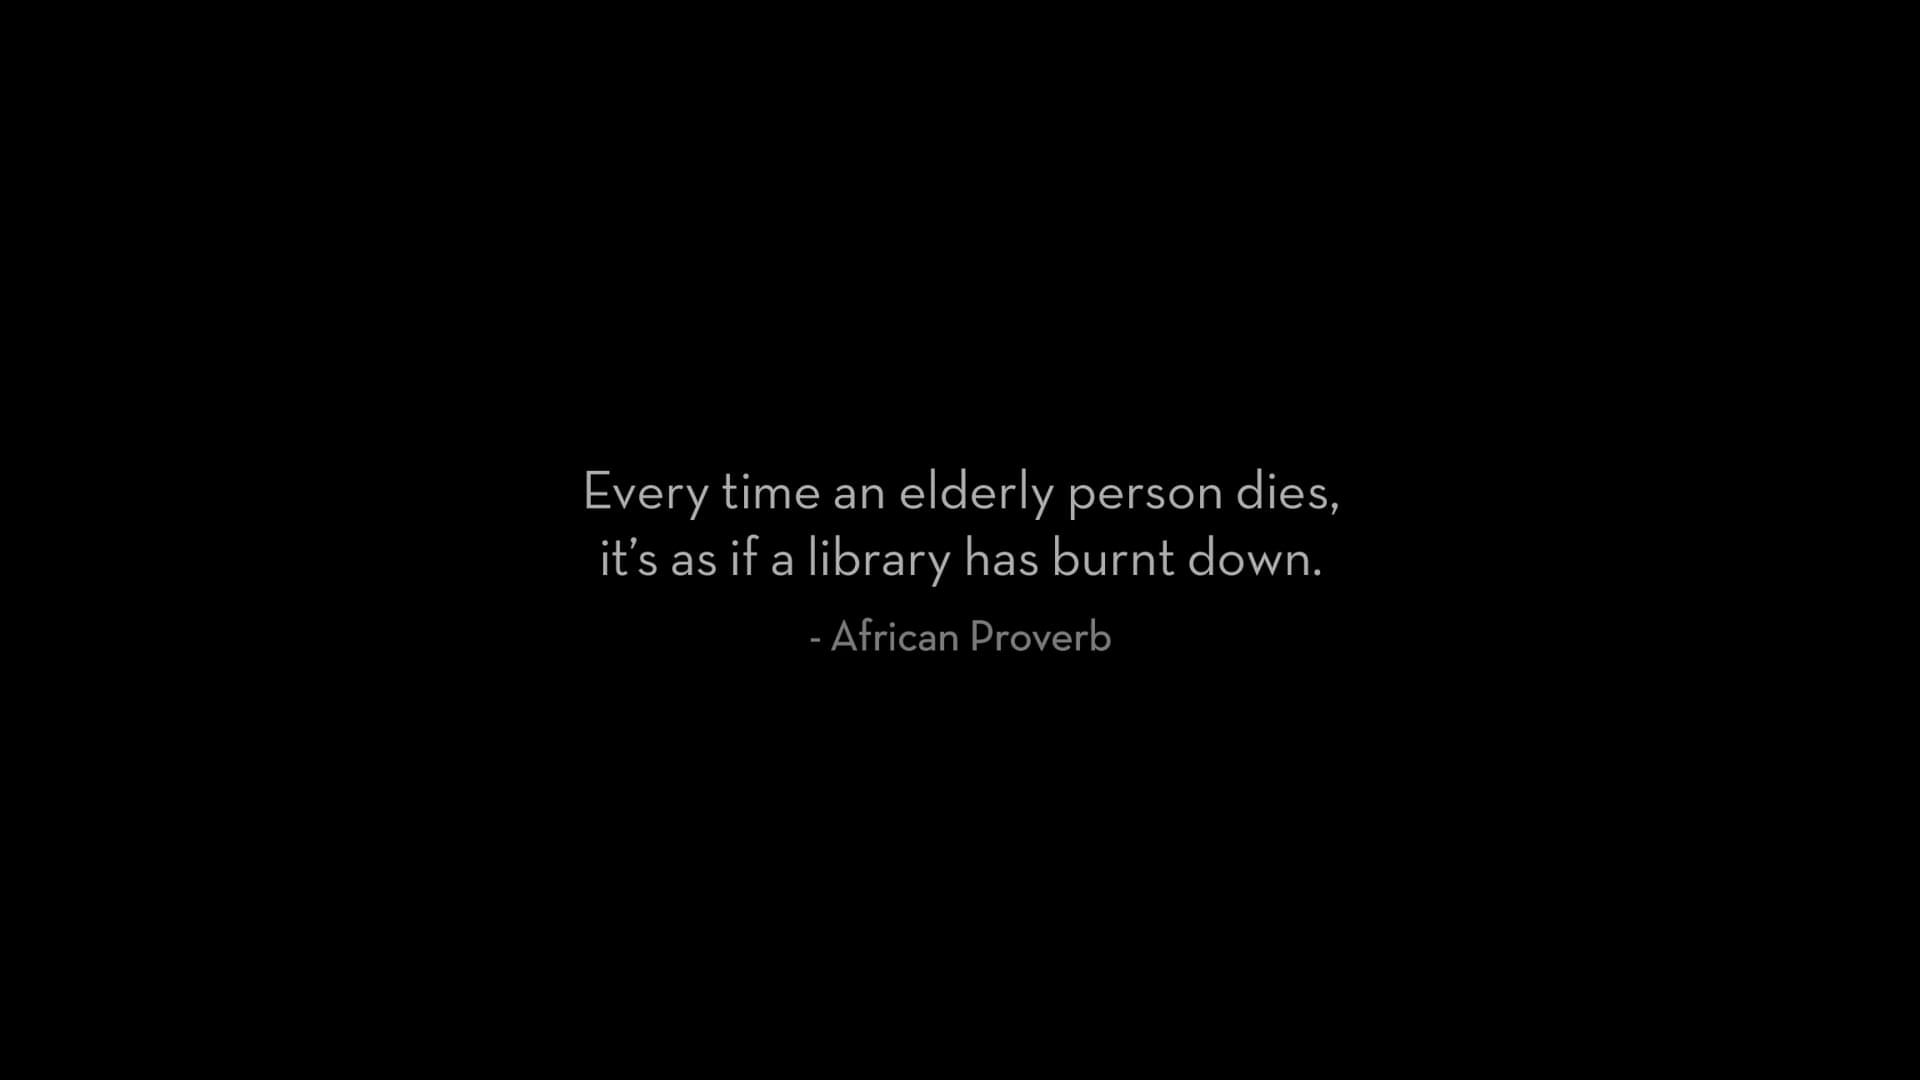 Every time an elderly person dies,
it’s as if a library has burnt down.
- African Proverb